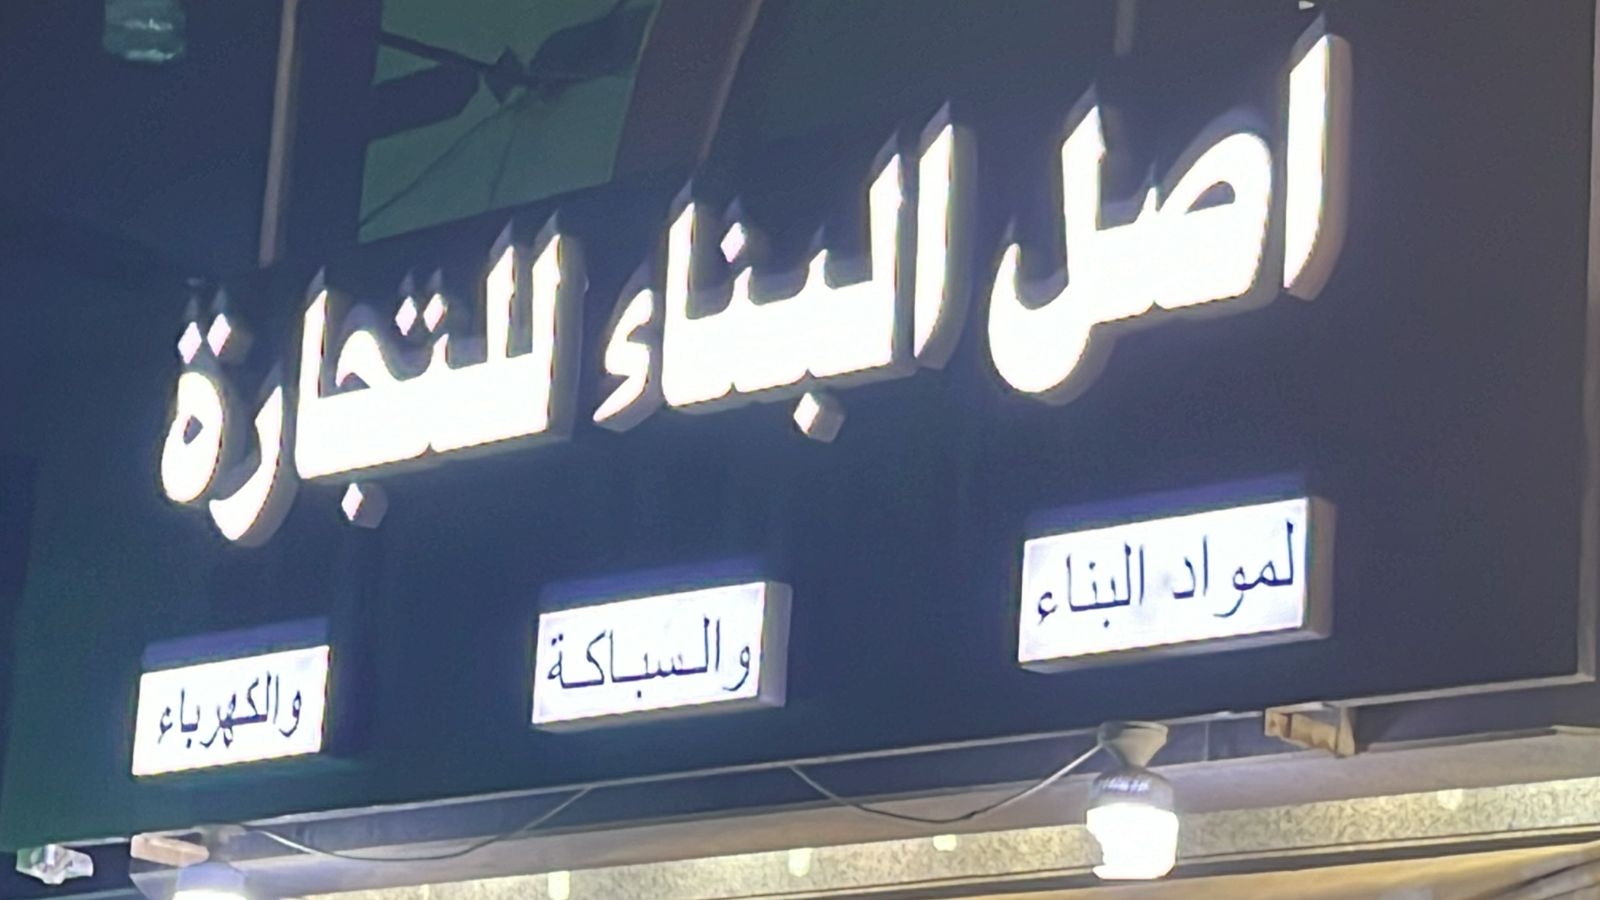 اصل البناء للتجارة
لمواد البناء
والسباكة
والكهرباء